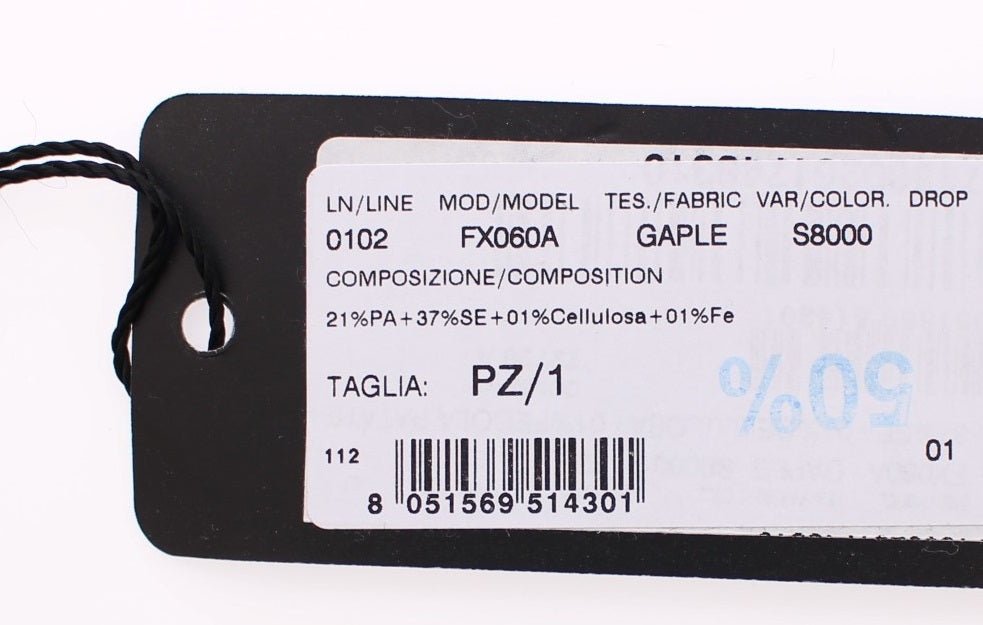 LN/LINE MOD/MODEL TES./FABRIC VAR/COLOR. DROP
0102 FX060A GAPLE S8000
COMPOSIZIONE/COMPOSITION
21%PA+37%SE+01%Cellulosa+01%Fe
TAGLIA: PZ/1
50%
112
01
8 051569 514301